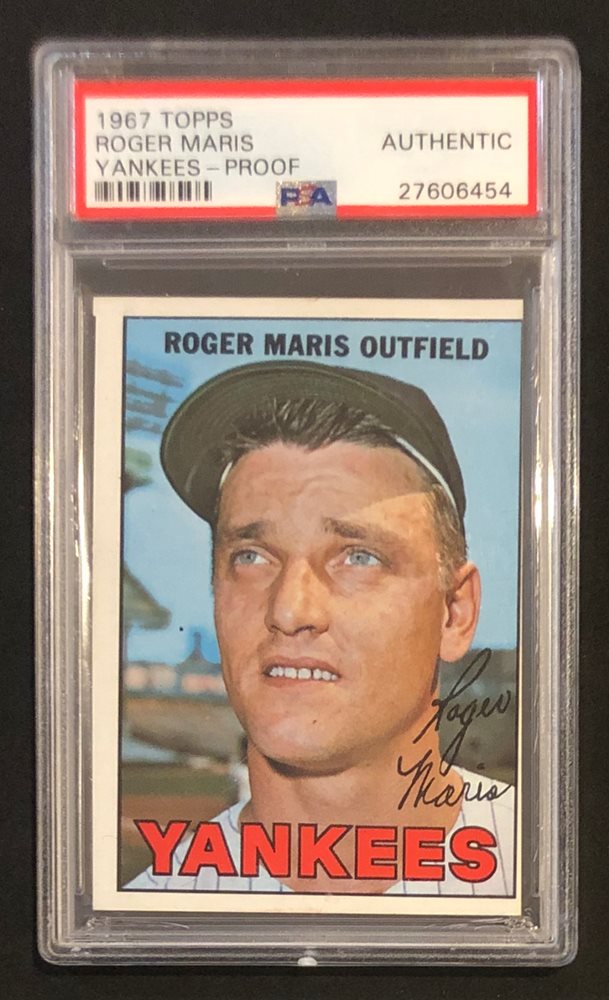 1967 TOPPS
ROGER MARIS AUTHENTIC
YANKEES – PROOF
PSA 27606454
ROGER MARIS OUTFIELD
Roger
Maris
YANKEES